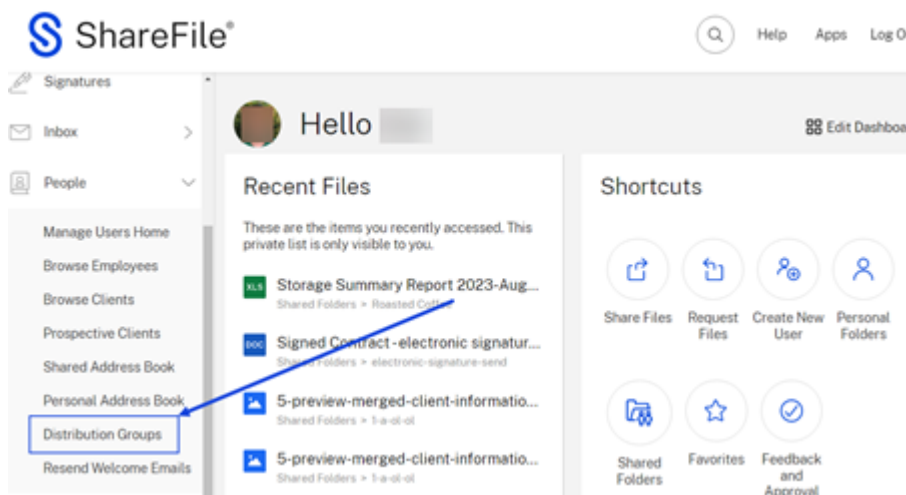 ShareFile®
Help Apps Log O
Signatures
Inbox
People
Manage Users Home
Browse Employees
Browse Clients
Prospective Clients
Shared Address Book
Personal Address Book
Distribution Groups
Resend Welcome Emails
Hello
Edit Dashboa
Recent Files
These are the items you recently accessed. This
private list is only visible to you.
XLS
Storage Summary Report 2023-Aug...
Shared Folders > Roasted Coffee
DOC
Signed Contract - electronic signatur...
Shared Folders > electronic-signature-send
5-preview-merged-client-informatio...
Shared Folders > 1-a-ol-ol
5-preview-merged-client-informatio...
Shared Folders > 1-a-ol-ol
Shortcuts
Share Files
Request
Files
Create New
User
Personal
Folders
Shared
Folders
Favorites
Feedback
and
Approval